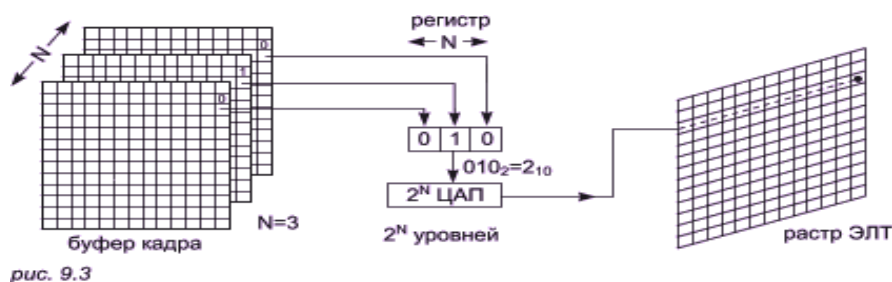 регистр
N
N
0
1
0
0 1 0
010₂=2₁₀
2ᴺ ЦАП
N=3
буфер кадра
2ᴺ уровней
растр ЭЛТ
рис. 9.3